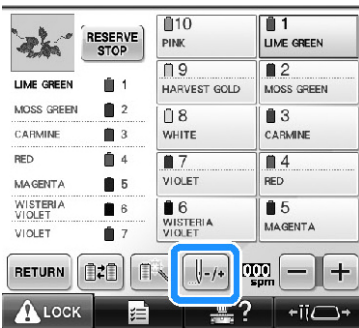 RESERVE
STOP
LIME GREEN 1
MOSS GREEN 2
CARMINE 3
RED 4
MAGENTA 5
WISTERIA
VIOLET 6
VIOLET 7
10
PINK
1
LIME GREEN
9
HARVEST GOLD
2
MOSS GREEN
8
WHITE
3
CARMINE
7
VIOLET
4
RED
6
WISTERIA
VIOLET
5
MAGENTA
RETURN
-/+
000
spm
-
+
LOCK
?